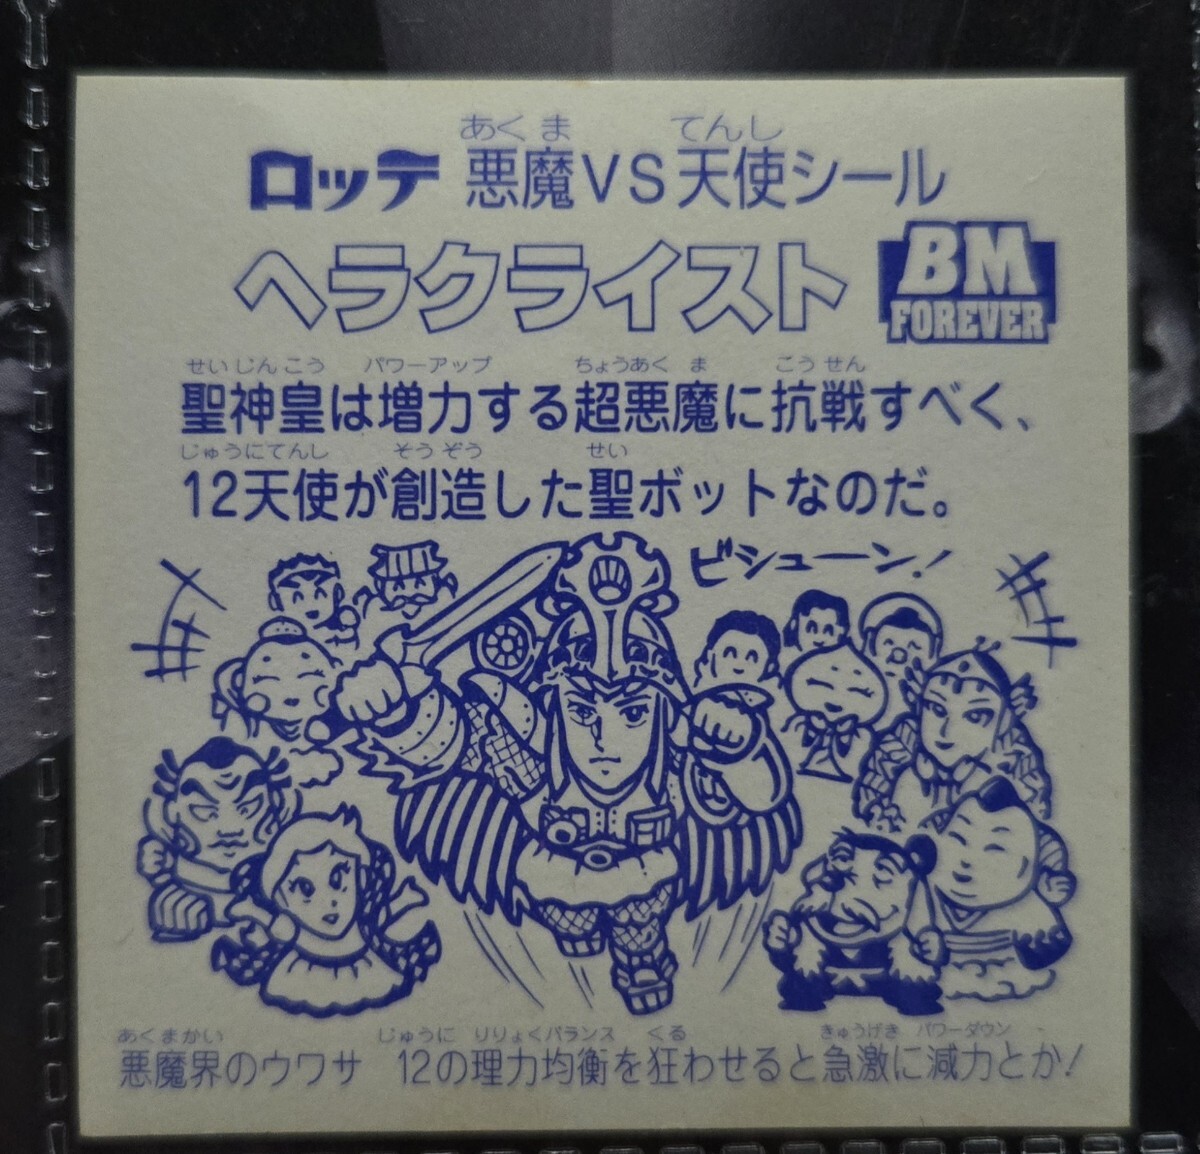 あくま てんし
ロッテ 悪魔VS天使シール
ヘラクライスト BM FOREVER
せいじんこう パワーアップ ちょうあくま こうせん
聖神皇は増力する超悪魔に抗戦すべく、
じゅうにてんし そうぞう せい
12天使が創造した聖ボットなのだ。
ビシューン!
あくまかい じゅうに りりょくバランス くる きゅうげき パワーダウン
悪魔界のウワサ 12の理力均衡を狂わせると急激に減力とか!